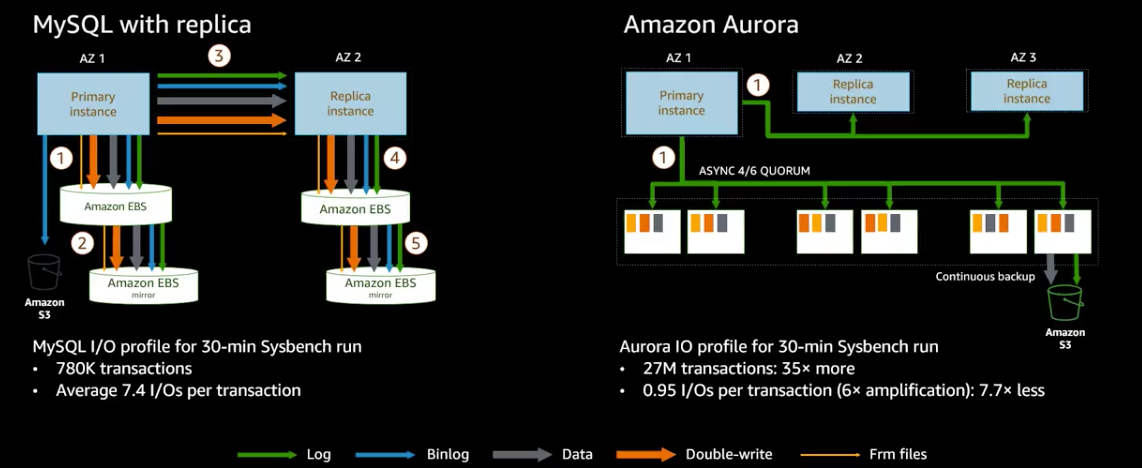 MySQL with replica
AZ 1
3
AZ 2
Primary
instance
Replica
instance
1
4
Amazon EBS
Amazon EBS
2
5
Amazon EBS
mirror
Amazon EBS
mirror
Amazon
S3
MySQL I/O profile for 30-min Sysbench run
• 780K transactions
• Average 7.4 I/Os per transaction
Amazon Aurora
AZ 1
AZ 2
AZ 3
Primary
instance
1
Replica
instance
Replica
instance
1
ASYNC 4/6 QUORUM
Continuous backup
Amazon
S3
Aurora IO profile for 30-min Sysbench run
• 27M transactions: 35× more
• 0.95 I/Os per transaction (6× amplification): 7.7× less
Log
Binlog
Data
Double-write
Frm files